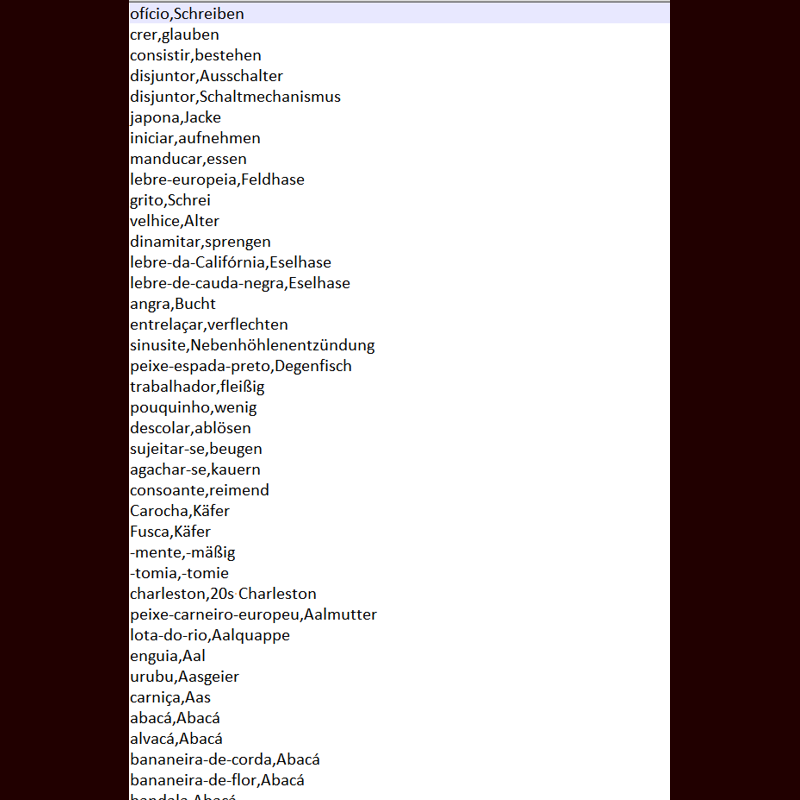 ofício,Schreiben
crer,glauben
consistir,bestehen
disjuntor,Ausschalter
disjuntor,Schaltmechanismus
japona,Jacke
iniciar,aufnehmen
manducar,essen
lebre-europeia,Feldhase
grito,Schrei
velhice,Alter
dinamitar,sprengen
lebre-da-Califórnia,Eselhase
lebre-de-cauda-negra,Eselhase
angra,Bucht
entrelaçar,verflechten
sinusite,Nebenhöhlenentzündung
peixe-espada-preto,Degenfisch
trabalhador,fleißig
pouquinho,wenig
descolar,ablösen
sujeitar-se,beugen
agachar-se,kauern
consoante,reimend
Carocha,Käfer
Fusca,Käfer
-mente,-mäßig
-tomia,-tomie
charleston,20s Charleston
peixe-carneiro-europeu,Aalmutter
lota-do-rio,Aalquappe
enguia,Aal
urubu,Aasgeier
carniça,Aas
abacá,Abacá
alvacá,Abacá
bananeira-de-corda,Abacá
bananeira-de-flor,Abacá